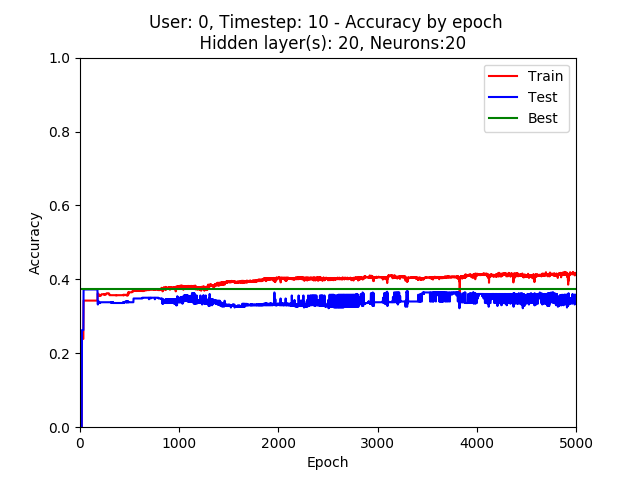 User: 0, Timestep: 10 - Accuracy by epoch
Hidden layer(s): 20, Neurons:20
1.0
0.8
0.6
0.4
0.2
0.0
Accuracy
Train
Test
Best
0 1000 2000 3000 4000 5000
Epoch